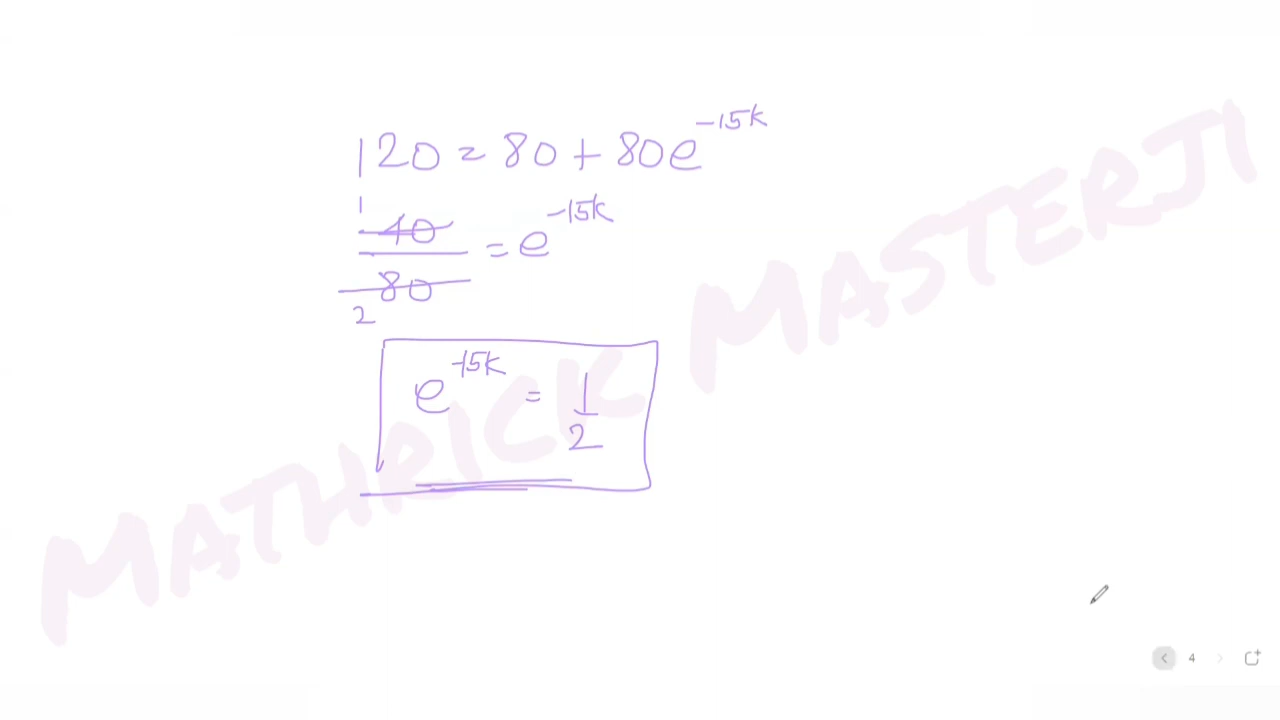 120 = 80 + 80e^{-15k}
1
40
— = e^{-15k}
80
2
e^{-15k} = 1/2
MATHRICK MASTERJI
4